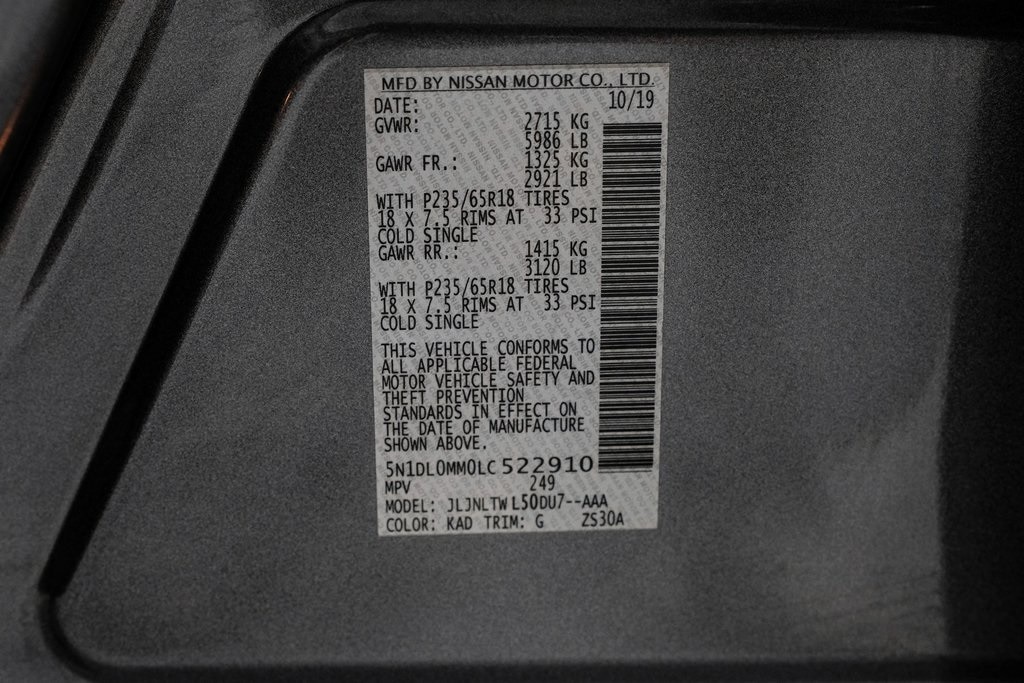 MFD BY NISSAN MOTOR CO., LTD.
DATE: 10/19
GVWR: 2715 KG
5986 LB
GAWR FR.: 1325 KG
2921 LB
WITH P235/65R18 TIRES
18 X 7.5 RIMS AT 33 PSI
COLD SINGLE
GAWR RR.: 1415 KG
3120 LB
WITH P235/65R18 TIRES
18 X 7.5 RIMS AT 33 PSI
COLD SINGLE
THIS VEHICLE CONFORMS TO
ALL APPLICABLE FEDERAL
MOTOR VEHICLE SAFETY AND
THEFT PREVENTION
STANDARDS IN EFFECT ON
THE DATE OF MANUFACTURE
SHOWN ABOVE.
5N1DL0MM0LC522910
MPV 249
MODEL: JLJNLTWL50DU7--AAA
COLOR: KAD TRIM: G ZS30A